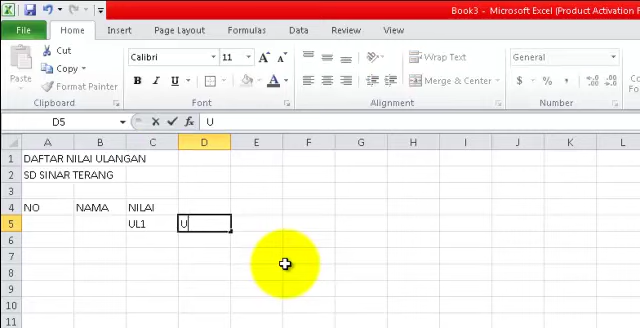 Book3 - Microsoft Excel (Product Activation F
File Home Insert Page Layout Formulas Data Review View
Cut
Copy
Format Painter
Paste
Clipboard
Calibri 11
B I U
Font
Wrap Text
Merge & Center
Alignment
General
$ % ,
Number
D5 fx U
A B C D E F G H I J K L
1 DAFTAR NILAI ULANGAN
2 SD SINAR TERANG
3
4 NO NAMA NILAI
5 UL1 U
6
7
8
9
10
11